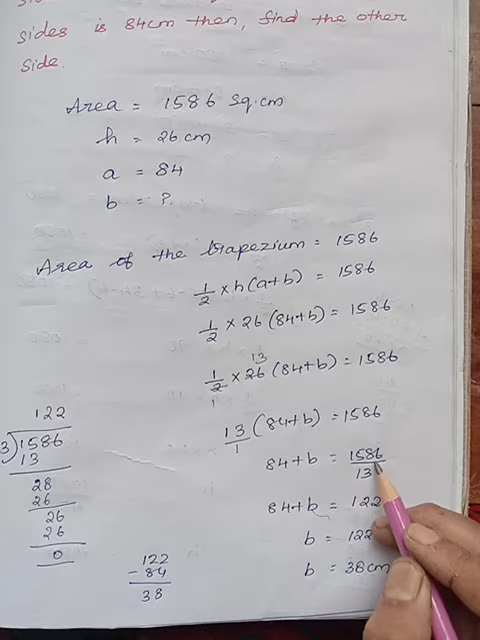 sides is 84cm then, find the other
side.
Area = 1586 sq.cm
h = 26 cm
a = 84
b = ?
Area of the trapezium = 1586
1/2 × h(a+b) = 1586
1/2 × 26 (84+b) = 1586
13
1/2 × 26 (84+b) = 1586
1 1
13/1 (84+b) = 1586
84+b = 1586/13
84+b = 122
b = 122
b = 38cm
122
3)1586
13
28
26
26
26
0
122
-84
38